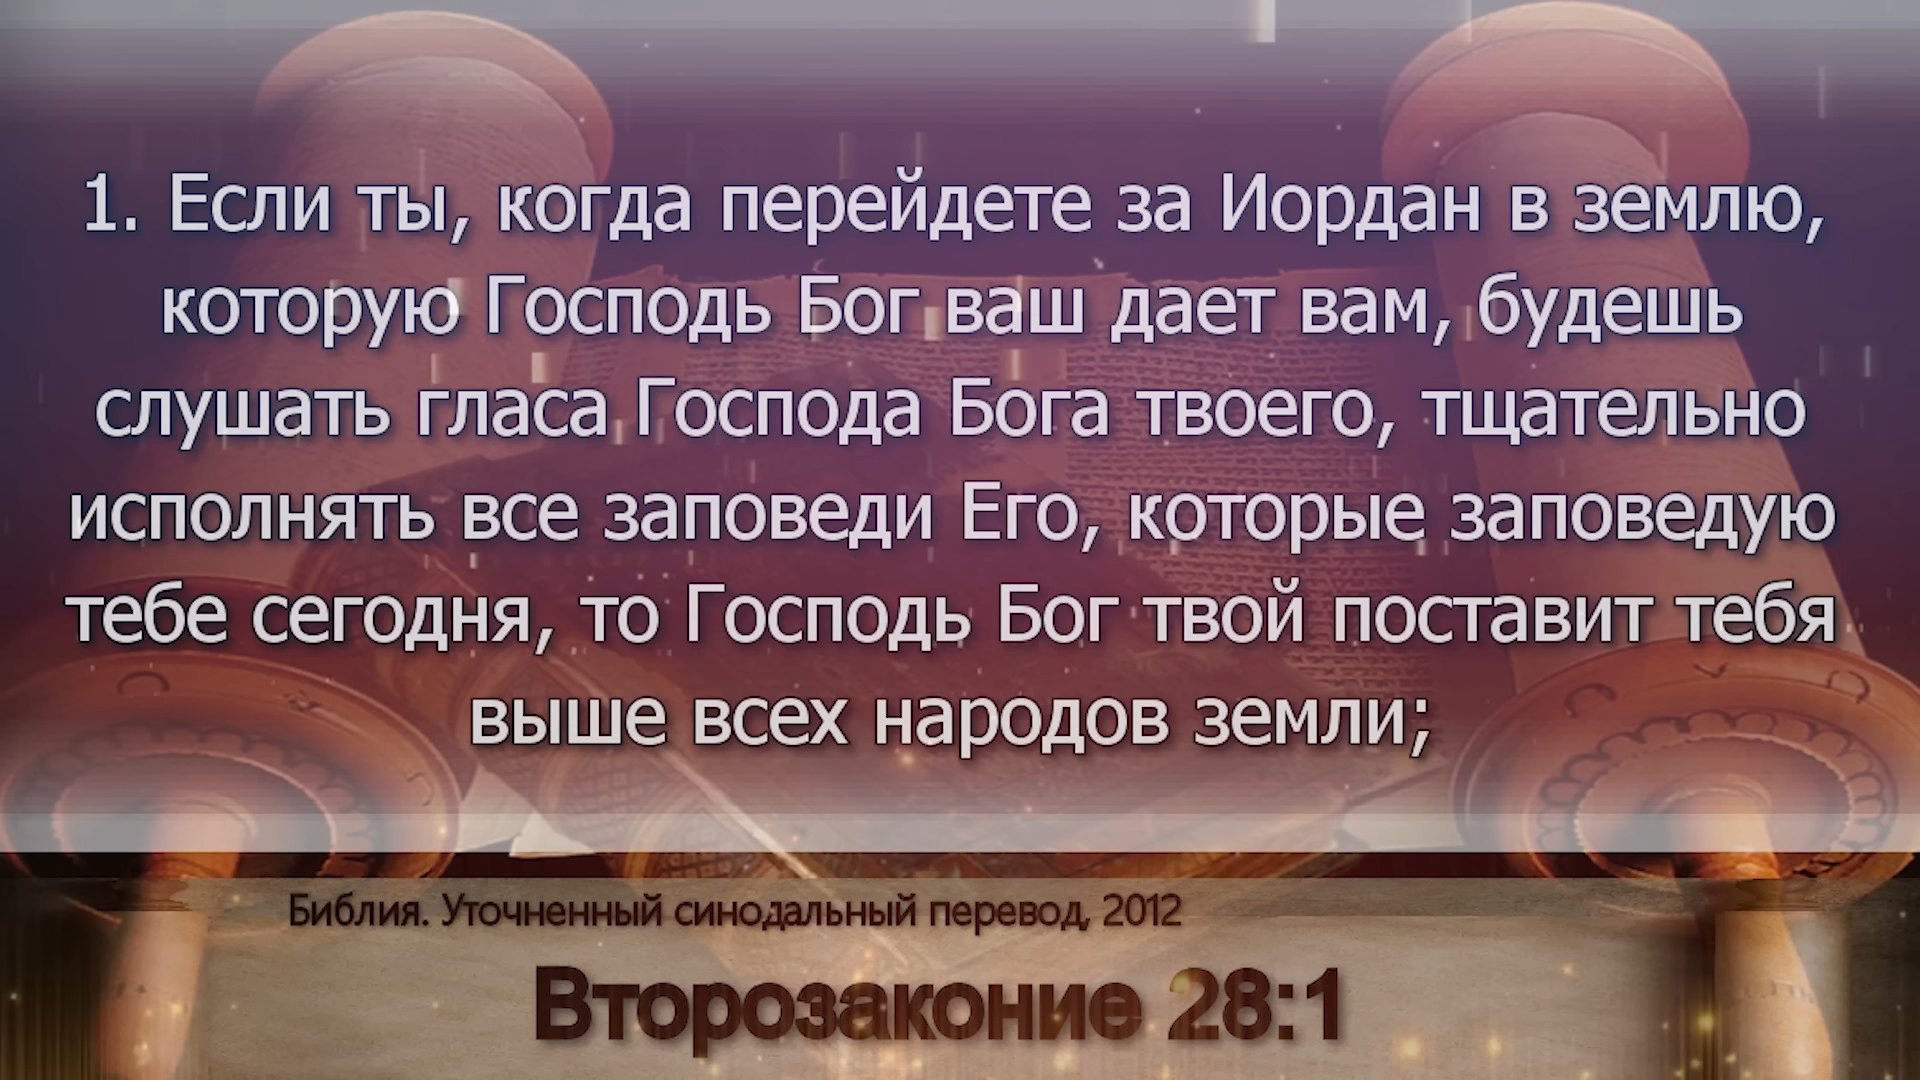 1. Если ты, когда перейдете за Иордан в землю,
которую Господь Бог ваш дает вам, будешь
слушать гласа Господа Бога твоего, тщательно
исполнять все заповеди Его, которые заповедую
тебе сегодня, то Господь Бог твой поставит тебя
выше всех народов земли;
Библия. Уточненный синодальный перевод, 2012
Второзаконие 28:1